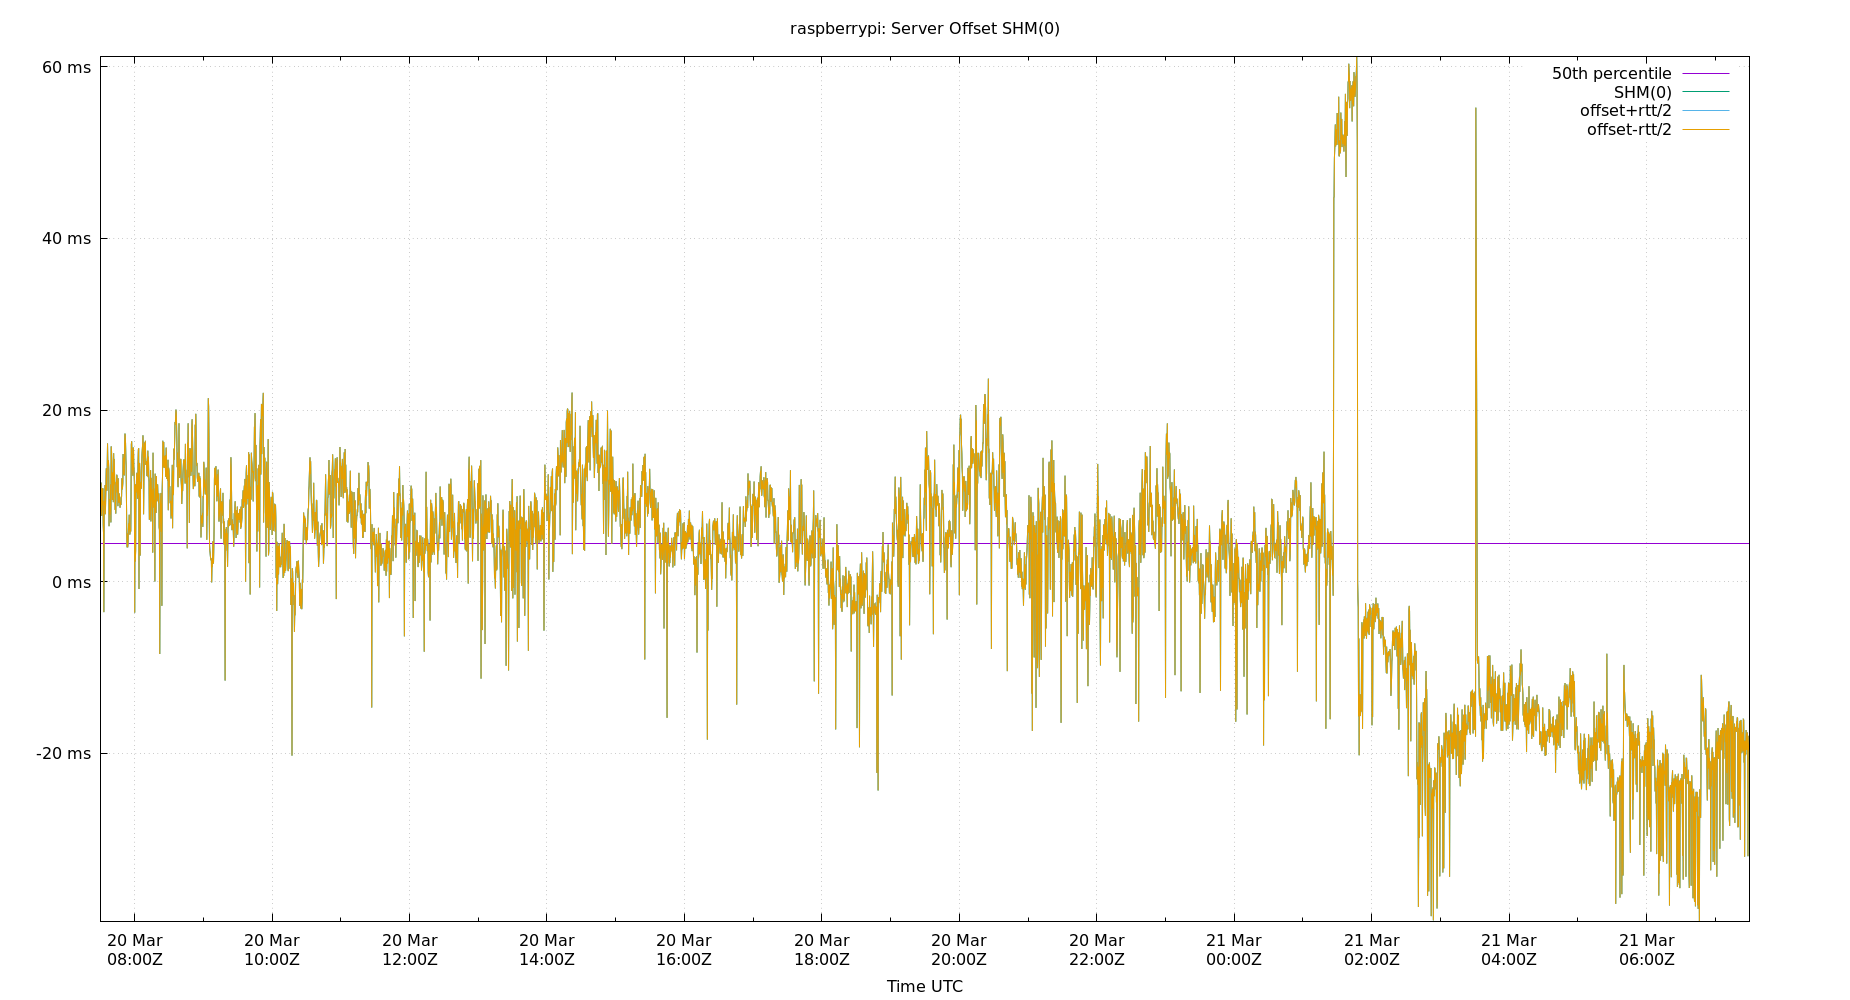 raspberrypi: Server Offset SHM(0)
60 ms
40 ms
20 ms
0 ms
-20 ms
50th percentile
SHM(0)
offset+rtt/2
offset-rtt/2
20 Mar 20 Mar 20 Mar 20 Mar 20 Mar 20 Mar 20 Mar 20 Mar 21 Mar 21 Mar 21 Mar 21 Mar
08:00Z 10:00Z 12:00Z 14:00Z 16:00Z 18:00Z 20:00Z 22:00Z 00:00Z 02:00Z 04:00Z 06:00Z
Time UTC